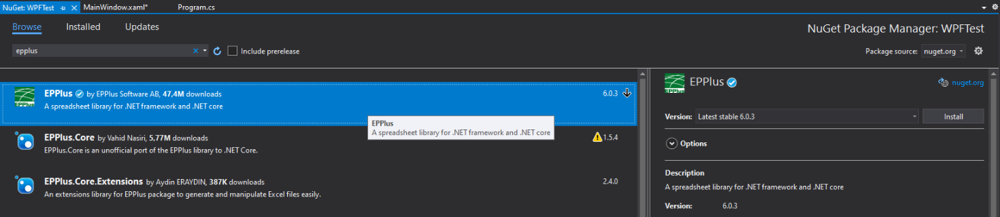 NuGet: WPFTest MainWindow.xaml* Program.cs
Browse Installed Updates NuGet Package Manager: WPFTest
epplus Include prerelease Package source: nuget.org
EPPlus by EPPlus Software AB, 47,4M downloads 6.0.3
A spreadsheet library for .NET framework and .NET core
EPPlus
A spreadsheet library for .NET framework and .NET core
EPPlus.Core by Vahid Nasiri, 5,77M downloads 1.5.4
EPPlus.Core is an unofficial port of the EPPlus library to .NET Core.
EPPlus.Core.Extensions by Aydin ERAYDIN, 387K downloads 2.4.0
An extensions library for EPPlus package to generate and manipulate Excel files easily.
EPPlus nuget.org
Version: Latest stable 6.0.3 Install
Options
Description
A spreadsheet library for .NET framework and .NET core
Version: 6.0.3
EPPlus
EPPlus